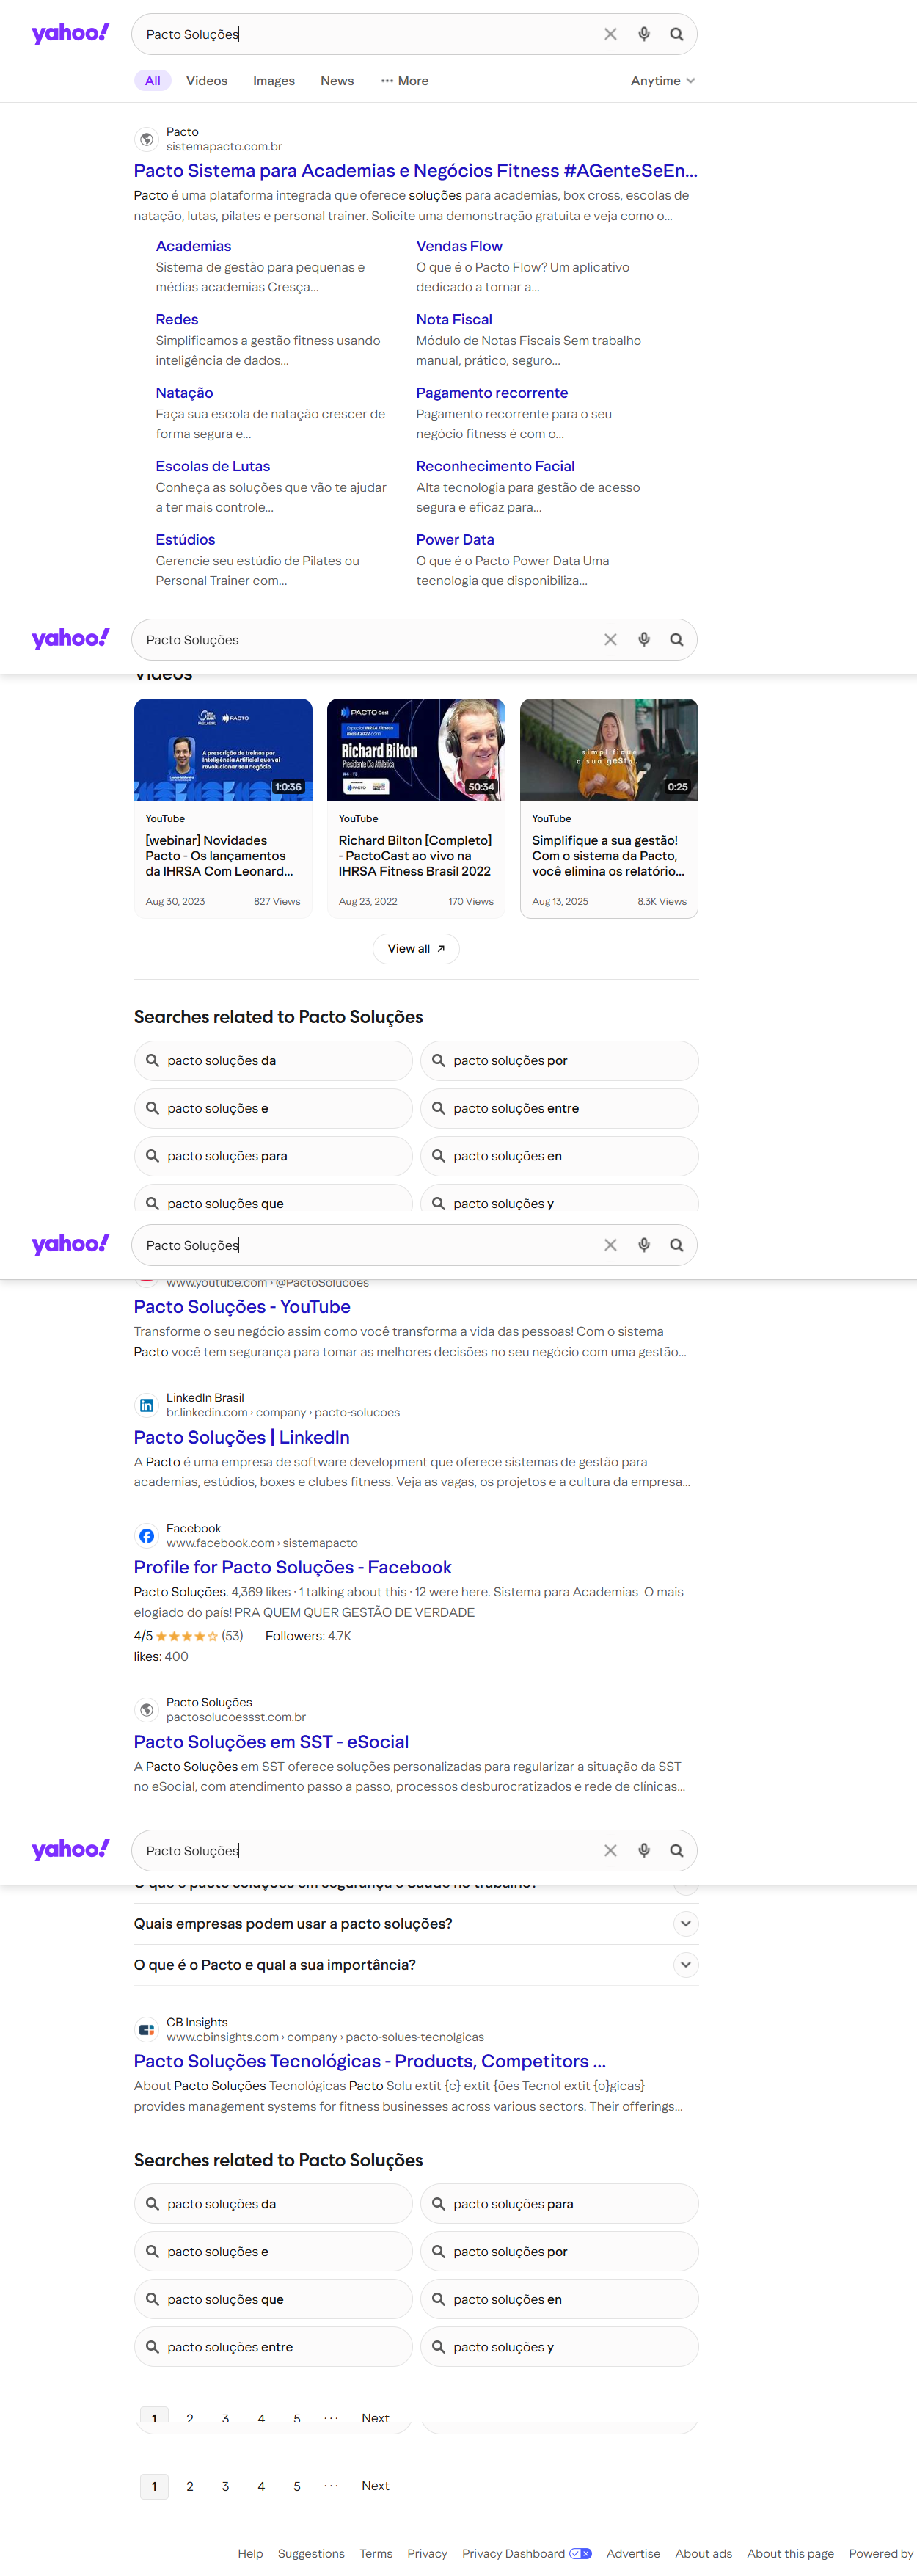 yahoo!
Pacto Soluções
All Videos Images News ··· More Anytime
Pacto
sistemapacto.com.br
Pacto Sistema para Academias e Negócios Fitness #AGenteSeEn...
Pacto é uma plataforma integrada que oferece soluções para academias, box cross, escolas de
natação, lutas, pilates e personal trainer. Solicite uma demonstração gratuita e veja como o...
Academias
Sistema de gestão para pequenas e
médias academias Cresça...
Vendas Flow
O que é o Pacto Flow? Um aplicativo
dedicado a tornar a...
Redes
Simplificamos a gestão fitness usando
inteligência de dados...
Nota Fiscal
Módulo de Notas Fiscais Sem trabalho
manual, prático, seguro...
Natação
Faça sua escola de natação crescer de
forma segura e...
Pagamento recorrente
Pagamento recorrente para o seu
negócio fitness é com o...
Escolas de Lutas
Conheça as soluções que vão te ajudar
a ter mais controle...
Reconhecimento Facial
Alta tecnologia para gestão de acesso
segura e eficaz para...
Estúdios
Gerencie seu estúdio de Pilates ou
Personal Trainer com...
Power Data
O que é o Pacto Power Data Uma
tecnologia que disponibiliza...
yahoo!
Pacto Soluções
Videos
PACTO
A prescrição de treinos por
Inteligência Artificial que vai
revolucionar seu negócio
1:0:36
YouTube
[webinar] Novidades
Pacto - Os lançamentos
da IHRSA Com Leonard...
Aug 30, 2023 827 Views
PACTO Cast
Especial IHRSA Fitness
Brasil 2022 com:
Richard Bilton
Presidente Cia Athletica
50:34
YouTube
Richard Bilton [Completo]
- PactoCast ao vivo na
IHRSA Fitness Brasil 2022
Aug 23, 2022 170 Views
simplifique
a sua gestã
0:25
YouTube
Simplifique a sua gestão!
Com o sistema da Pacto,
você elimina os relatório...
Aug 13, 2025 8.3K Views
View all
Searches related to Pacto Soluções
pacto soluções da
pacto soluções por
pacto soluções e
pacto soluções entre
pacto soluções para
pacto soluções en
pacto soluções que
pacto soluções y
yahoo!
Pacto Soluções
www.youtube.com › @PactoSolucoes
Pacto Soluções - YouTube
Transforme o seu negócio assim como você transforma a vida das pessoas! Com o sistema
Pacto você tem segurança para tomar as melhores decisões no seu negócio com uma gestão...
LinkedIn Brasil
br.linkedin.com › company › pacto-solucoes
Pacto Soluções | LinkedIn
A Pacto é uma empresa de software development que oferece sistemas de gestão para
academias, estúdios, boxes e clubes fitness. Veja as vagas, os projetos e a cultura da empresa...
Facebook
www.facebook.com › sistemapacto
Profile for Pacto Soluções - Facebook
Pacto Soluções. 4,369 likes · 1 talking about this · 12 were here. Sistema para Academias O mais
elogiado do país! PRA QUEM QUER GESTÃO DE VERDADE
4/5 ★★★★☆ (53) Followers: 4.7K
likes: 400
Pacto Soluções
pactosolucoessst.com.br
Pacto Soluções em SST - eSocial
A Pacto Soluções em SST oferece soluções personalizadas para regularizar a situação da SST
no eSocial, com atendimento passo a passo, processos desburocratizados e rede de clínicas...
yahoo!
Pacto Soluções
O que é pacto soluções em segurança e saúde no trabalho?
Quais empresas podem usar a pacto soluções?
O que é o Pacto e qual a sua importância?
CB Insights
www.cbinsights.com › company › pacto-solues-tecnolgicas
Pacto Soluções Tecnológicas - Products, Competitors ...
About Pacto Soluções Tecnológicas Pacto Solu extit {c} extit {ões Tecnol extit {o}gicas}
provides management systems for fitness businesses across various sectors. Their offerings...
Searches related to Pacto Soluções
pacto soluções da
pacto soluções para
pacto soluções e
pacto soluções por
pacto soluções que
pacto soluções en
pacto soluções entre
pacto soluções y
1 2 3 4 5 ··· Next
1 2 3 4 5 ··· Next
Help Suggestions Terms Privacy Privacy Dashboard Advertise About ads About this page Powered by